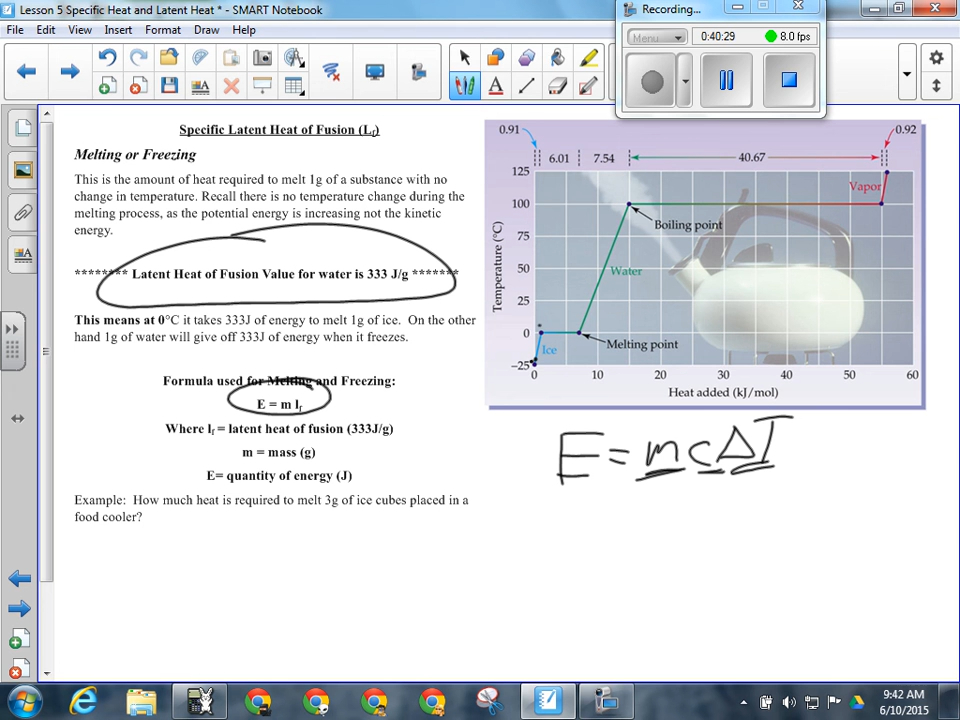 Lesson 5 Specific Heat and Latent Heat * - SMART Notebook
Recording...
File Edit View Insert Format Draw Help
Menu
0:40:29
8.0 fps
Specific Latent Heat of Fusion (Lf)
Melting or Freezing
This is the amount of heat required to melt 1g of a substance with no
change in temperature. Recall there is no temperature change during the
melting process, as the potential energy is increasing not the kinetic
energy.
******** Latent Heat of Fusion Value for water is 333 J/g *******
This means at 0°C it takes 333J of energy to melt 1g of ice. On the other
hand 1g of water will give off 333J of energy when it freezes.
Formula used for Melting and Freezing:
E = m lf
Where lf = latent heat of fusion (333J/g)
m = mass (g)
E= quantity of energy (J)
Example: How much heat is required to melt 3g of ice cubes placed in a
food cooler?
0.91
0.92
6.01
7.54
40.67
125
100
75
50
25
0
-25
Temperature (°C)
Vapor
Boiling point
Water
Melting point
Ice
0 10 20 30 40 50 60
Heat added (kJ/mol)
E = mcΔT
9:42 AM
6/10/2015